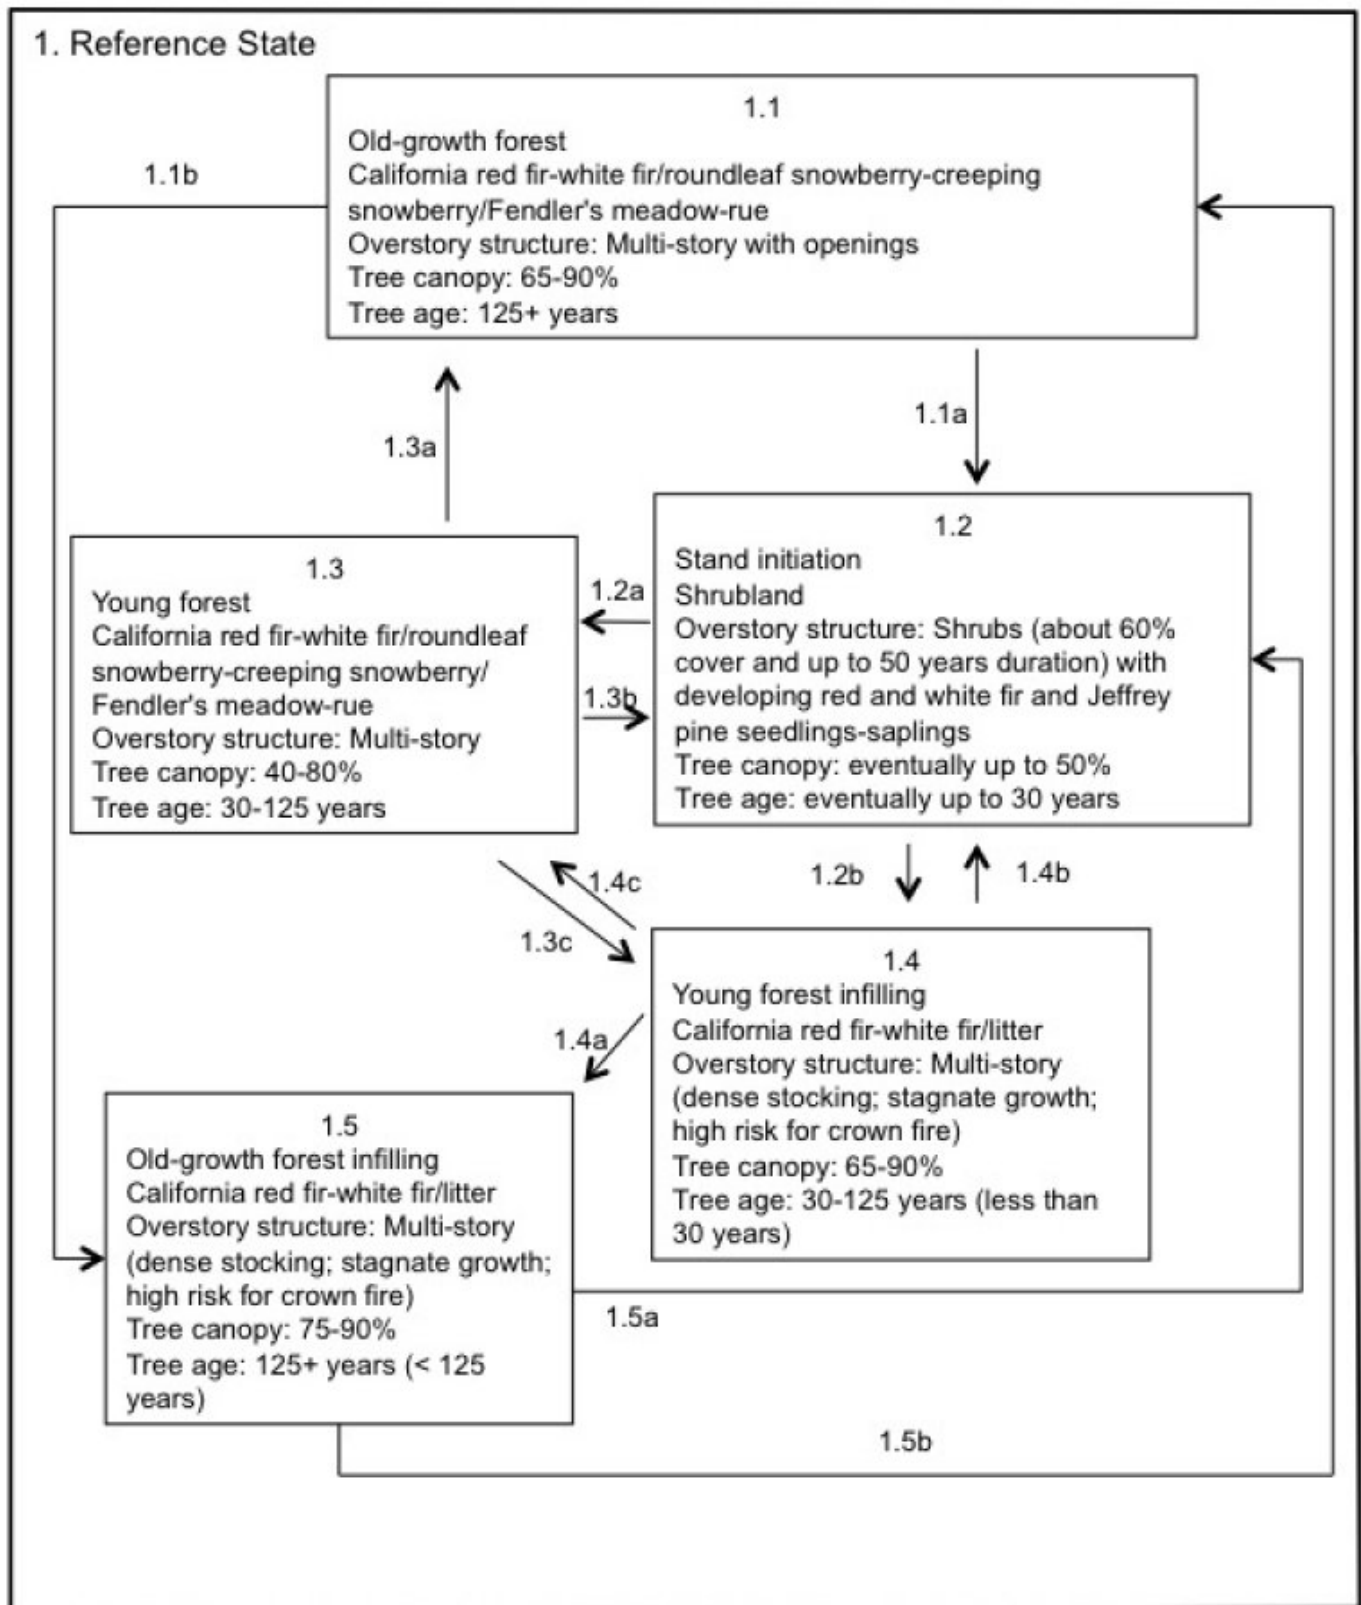 1. Reference State
1.1
Old-growth forest
California red fir-white fir/roundleaf snowberry-creeping
snowberry/Fendler's meadow-rue
Overstory structure: Multi-story with openings
Tree canopy: 65-90%
Tree age: 125+ years
1.1b
1.1a
1.3a
1.2
Stand initiation
Shrubland
Overstory structure: Shrubs (about 60%
cover and up to 50 years duration) with
developing red and white fir and Jeffrey
pine seedlings-saplings
Tree canopy: eventually up to 50%
Tree age: eventually up to 30 years
1.3
Young forest
California red fir-white fir/roundleaf
snowberry-creeping snowberry/
Fendler's meadow-rue
Overstory structure: Multi-story
Tree canopy: 40-80%
Tree age: 30-125 years
1.2a
1.3b
1.2b
1.4b
1.4c
1.3c
1.4
Young forest infilling
California red fir-white fir/litter
Overstory structure: Multi-story
(dense stocking; stagnate growth;
high risk for crown fire)
Tree canopy: 65-90%
Tree age: 30-125 years (less than
30 years)
1.4a
1.5
Old-growth forest infilling
California red fir-white fir/litter
Overstory structure: Multi-story
(dense stocking; stagnate growth;
high risk for crown fire)
Tree canopy: 75-90%
Tree age: 125+ years (< 125
years)
1.5a
1.5b